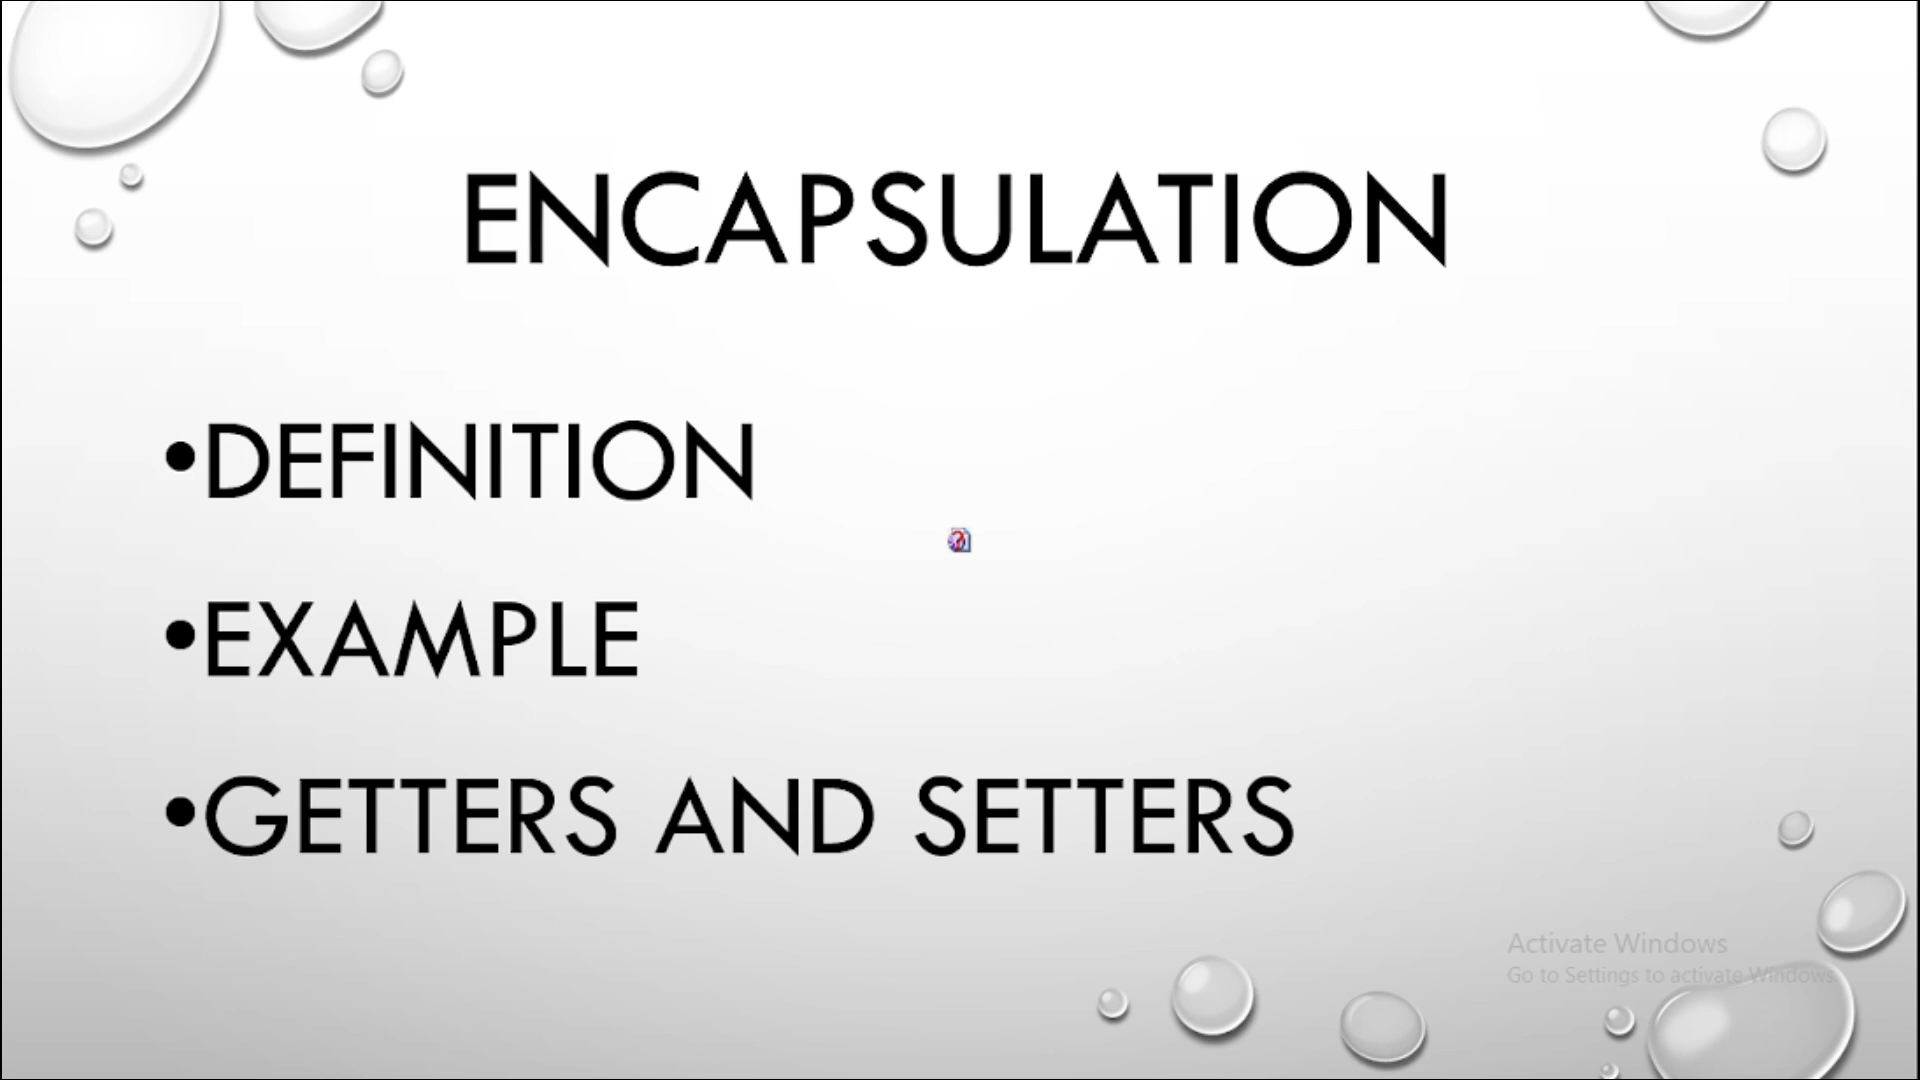 ENCAPSULATION
•DEFINITION
•EXAMPLE
•GETTERS AND SETTERS
Activate Windows
Go to Settings to activate Windows.